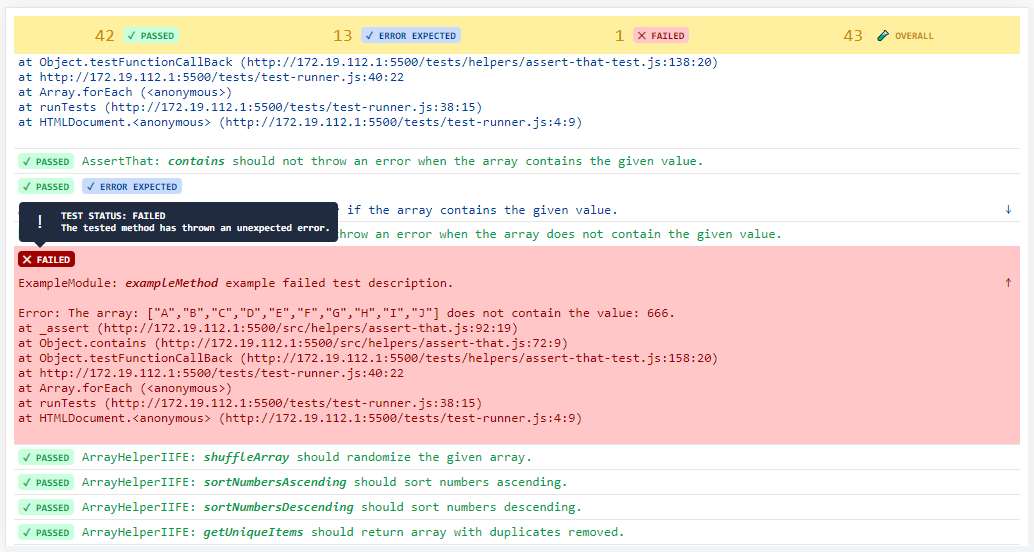 42 ✓ PASSED 13 ✓ ERROR EXPECTED 1 ✕ FAILED 43 OVERALL
at Object.testFunctionCallBack (http://172.19.112.1:5500/tests/helpers/assert-that-test.js:138:20)
at http://172.19.112.1:5500/tests/test-runner.js:40:22
at Array.forEach (<anonymous>)
at runTests (http://172.19.112.1:5500/tests/test-runner.js:38:15)
at HTMLDocument.<anonymous> (http://172.19.112.1:5500/tests/test-runner.js:4:9)
✓ PASSED AssertThat: contains should not throw an error when the array contains the given value.
✓ PASSED ✓ ERROR EXPECTED
if the array contains the given value. ↓
! TEST STATUS: FAILED
The tested method has thrown an unexpected error.
throw an error when the array does not contain the given value.
✕ FAILED
ExampleModule: exampleMethod example failed test description. ↑
Error: The array: ["A","B","C","D","E","F","G","H","I","J"] does not contain the value: 666.
at _assert (http://172.19.112.1:5500/src/helpers/assert-that.js:92:19)
at Object.contains (http://172.19.112.1:5500/src/helpers/assert-that.js:72:9)
at Object.testFunctionCallBack (http://172.19.112.1:5500/tests/helpers/assert-that-test.js:158:20)
at http://172.19.112.1:5500/tests/test-runner.js:40:22
at Array.forEach (<anonymous>)
at runTests (http://172.19.112.1:5500/tests/test-runner.js:38:15)
at HTMLDocument.<anonymous> (http://172.19.112.1:5500/tests/test-runner.js:4:9)
✓ PASSED ArrayHelperIIFE: shuffleArray should randomize the given array.
✓ PASSED ArrayHelperIIFE: sortNumbersAscending should sort numbers ascending.
✓ PASSED ArrayHelperIIFE: sortNumbersDescending should sort numbers descending.
✓ PASSED ArrayHelperIIFE: getUniqueItems should return array with duplicates removed.